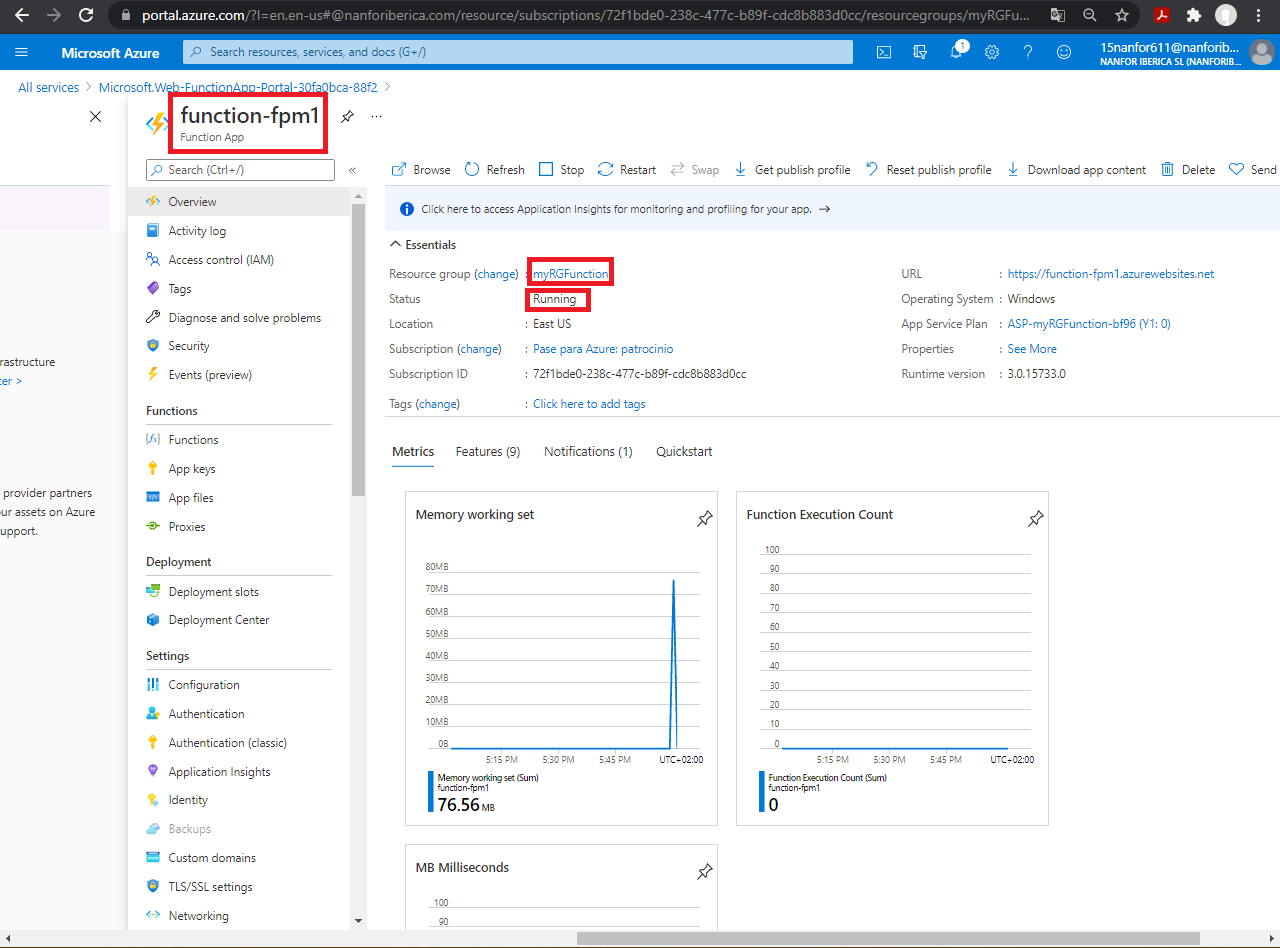 portal.azure.com/?l=en.en-us#@nanforiberica.com/resource/subscriptions/72f1bde0-238c-477c-b89f-cdc8b883d0cc/resourcegroups/myRGFu...
Microsoft Azure
Search resources, services, and docs (G+/)
1
15nanfor611@nanforib...
NANFOR IBERICA SL (NANFORIB...
All services > Microsoft.Web-FunctionApp-Portal-30fa0bca-88f2 >
function-fpm1
Function App
Search (Ctrl+/)
«
Browse Refresh Stop Restart Swap Get publish profile Reset publish profile Download app content Delete Send
rastructure
ter >
provider partners
ur assets on Azure
upport.
Overview
Activity log
Access control (IAM)
Tags
Diagnose and solve problems
Security
Events (preview)
Functions
Functions
App keys
App files
Proxies
Deployment
Deployment slots
Deployment Center
Settings
Configuration
Authentication
Authentication (classic)
Application Insights
Identity
Backups
Custom domains
TLS/SSL settings
Networking
Click here to access Application Insights for monitoring and profiling for your app. →
Essentials
Resource group (change) : myRGFunction
Status : Running
Location : East US
Subscription (change) : Pase para Azure: patrocinio
Subscription ID : 72f1bde0-238c-477c-b89f-cdc8b883d0cc
Tags (change) : Click here to add tags
URL : https://function-fpm1.azurewebsites.net
Operating System : Windows
App Service Plan : ASP-myRGFunction-bf96 (Y1: 0)
Properties : See More
Runtime version : 3.0.15733.0
Metrics Features (9) Notifications (1) Quickstart
Memory working set
80MB
70MB
60MB
50MB
40MB
30MB
20MB
10MB
0B
5:15 PM 5:30 PM 5:45 PM UTC+02:00
Memory working set (Sum)
function-fpm1
76.56 MB
Function Execution Count
100
90
80
70
60
50
40
30
20
10
0
5:15 PM 5:30 PM 5:45 PM UTC+02:00
Function Execution Count (Sum)
function-fpm1
0
MB Milliseconds
100
90